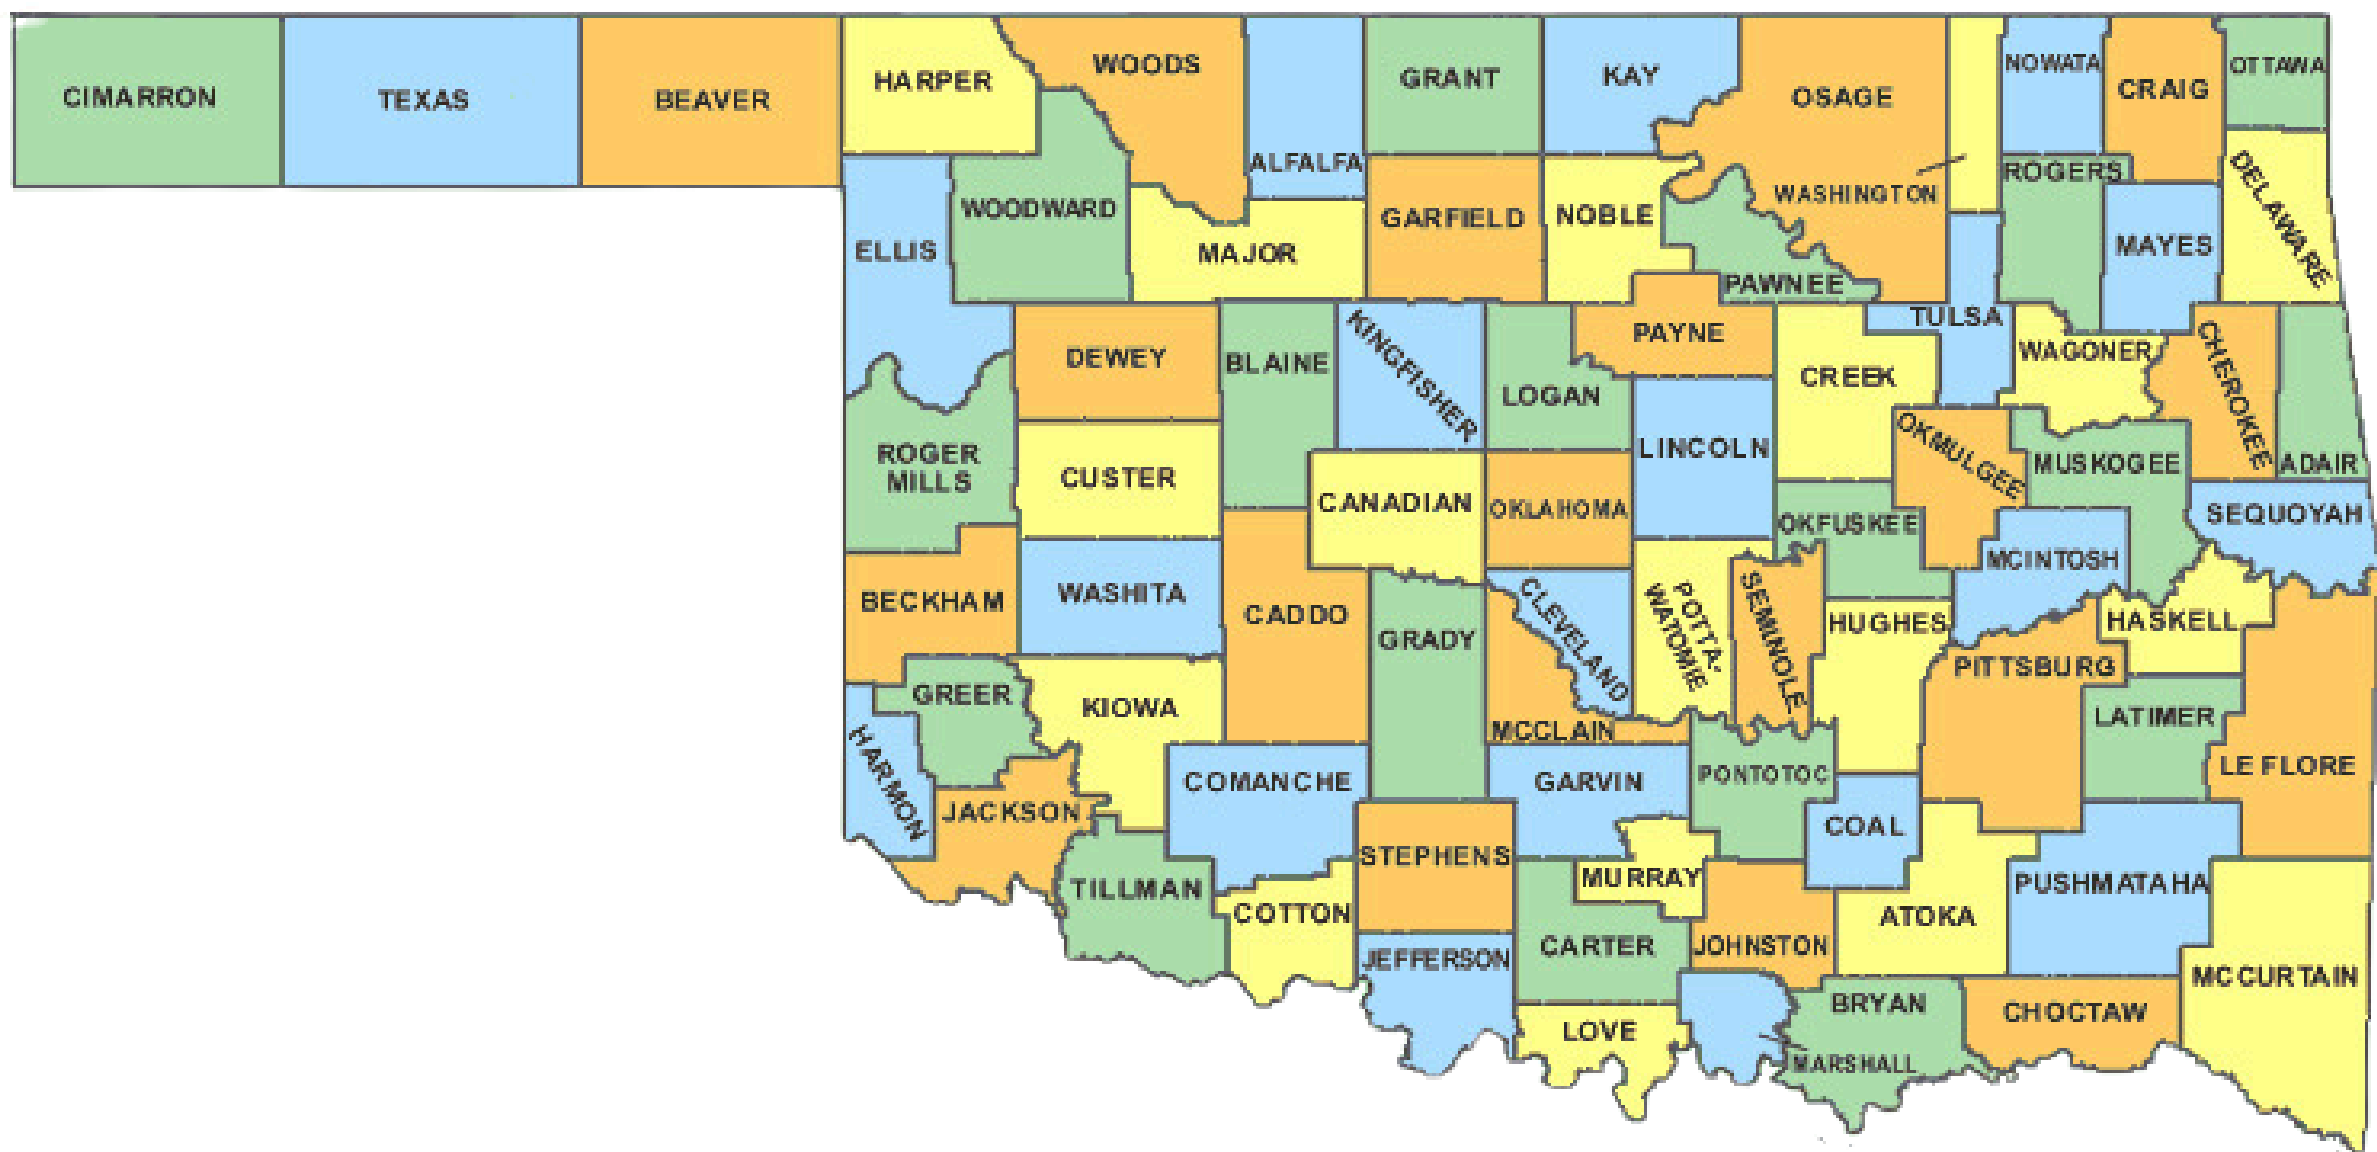 CIMARRON
TEXAS
BEAVER
HARPER
WOODS
ALFALFA
GRANT
KAY
OSAGE
WASHINGTON
NOWATA
CRAIG
OTTAWA
ELLIS
WOODWARD
MAJOR
GARFIELD
NOBLE
PAWNEE
ROGERS
MAYES
DELAWARE
DEWEY
BLAINE
KINGFISHER
LOGAN
PAYNE
CREEK
TULSA
WAGONER
CHEROKEE
ADAIR
ROGER
MILLS
CUSTER
CANADIAN
OKLAHOMA
LINCOLN
OKFUSKEE
OKMULGEE
MUSKOGEE
SEQUOYAH
MCINTOSH
BECKHAM
WASHITA
CADDO
GRADY
CLEVELAND
POTTA-
WATOMIE
SEMINOLE
HUGHES
PITTSBURG
HASKELL
GREER
KIOWA
MCCLAIN
LATIMER
LE FLORE
HARMON
JACKSON
COMANCHE
GARVIN
PONTOTOC
COAL
STEPHENS
MURRAY
TILLMAN
COTTON
JEFFERSON
CARTER
JOHNSTON
ATOKA
PUSHMATAHA
MC CURTAIN
LOVE
BRYAN
MARSHALL
CHOCTAW